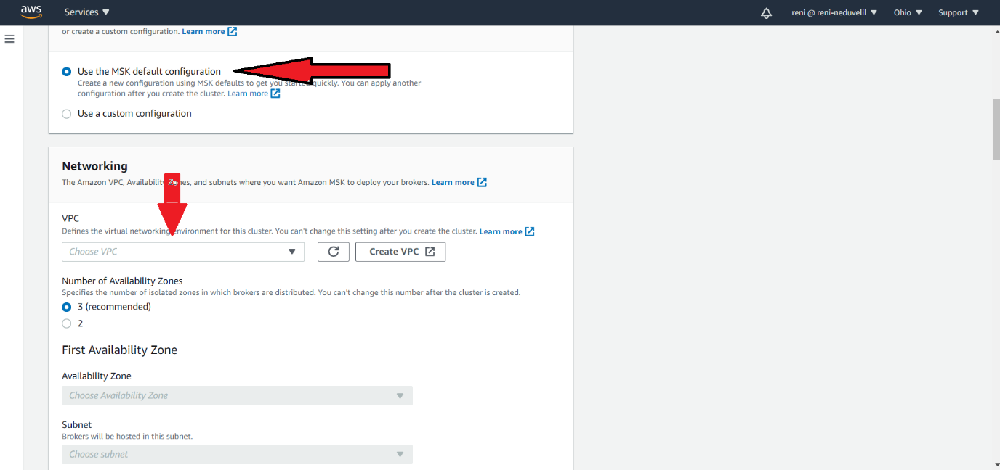 aws Services reni @ reni-neduvelil Ohio Support
or create a custom configuration. Learn more
Use the MSK default configuration
Create a new configuration using MSK defaults to get you started quickly. You can apply another
configuration after you create the cluster. Learn more
Use a custom configuration
Networking
The Amazon VPC, Availability Zones, and subnets where you want Amazon MSK to deploy your brokers. Learn more
VPC
Defines the virtual networking environment for this cluster. You can't change this setting after you create the cluster. Learn more
Choose VPC Create VPC
Number of Availability Zones
Specifies the number of isolated zones in which brokers are distributed. You can't change this number after the cluster is created.
3 (recommended)
2
First Availability Zone
Availability Zone
Choose Availability Zone
Subnet
Brokers will be hosted in this subnet.
Choose subnet